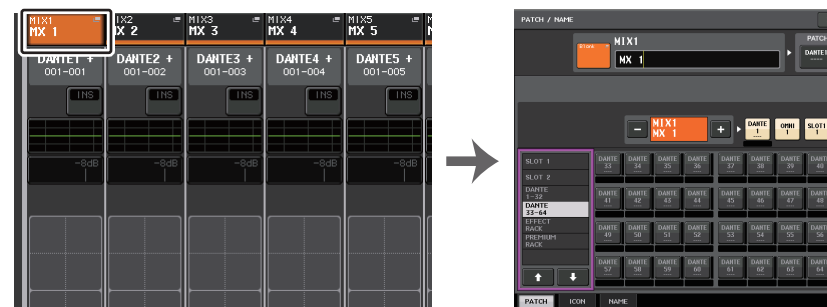 MIX1 MIX2 MIX3 MIX4 MIX5
MX 1 MX 2 MX 3 MX 4 MX 5
DANTE1 + DANTE2 + DANTE3 + DANTE4 + DANTE5 +
001-001 001-002 001-003 001-004 001-005
INS INS INS INS INS
-8dB -8dB -8dB -8dB -8dB
PATCH / NAME
Blank
MIX1
MX 1
PATCH
DANTE1
- MIX1 +
MX 1
DANTE 1 OMNI 1 SLOT1 1
SLOT 1
SLOT 2
DANTE
1-32
DANTE
33-64
EFFECT
RACK
PREMIUM
RACK
DANTE 33 DANTE 34 DANTE 35 DANTE 36 DANTE 37 DANTE 38 DANTE 39 DANTE 40
DANTE 41 DANTE 42 DANTE 43 DANTE 44 DANTE 45 DANTE 46 DANTE 47 DANTE 48
DANTE 49 DANTE 50 DANTE 51 DANTE 52 DANTE 53 DANTE 54 DANTE 55 DANTE 56
DANTE 57 DANTE 58 DANTE 59 DANTE 60 DANTE 61 DANTE 62 DANTE 63 DANTE 64
PATCH ICON NAME